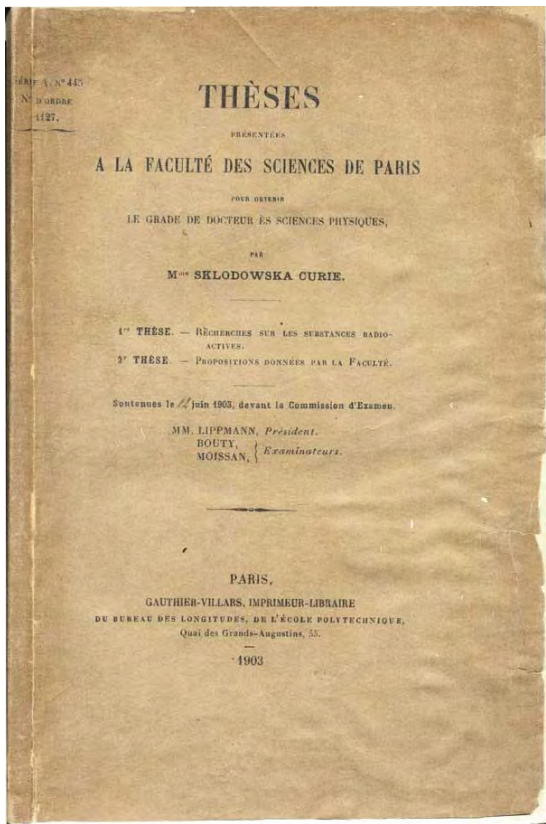 SÉRIE A, N° 445
N° D'ORDRE
1127.
THÈSES
PRÉSENTÉES
A LA FACULTÉ DES SCIENCES DE PARIS
POUR OBTENIR
LE GRADE DE DOCTEUR ÈS SCIENCES PHYSIQUES,
PAR
Mme SKLODOWSKA CURIE.
1re THÈSE. — RECHERCHES SUR LES SUBSTANCES RADIO-
ACTIVES.
2e THÈSE. — PROPOSITIONS DONNÉES PAR LA FACULTÉ.
Soutenues le 12 juin 1903, devant la Commission d'Examen.
MM. LIPPMANN, Président.
BOUTY,
MOISSAN, } Examinateurs.
PARIS,
GAUTHIER-VILLARS, IMPRIMEUR-LIBRAIRE
DU BUREAU DES LONGITUDES, DE L'ÉCOLE POLYTECHNIQUE,
Quai des Grands-Augustins, 55.
1903